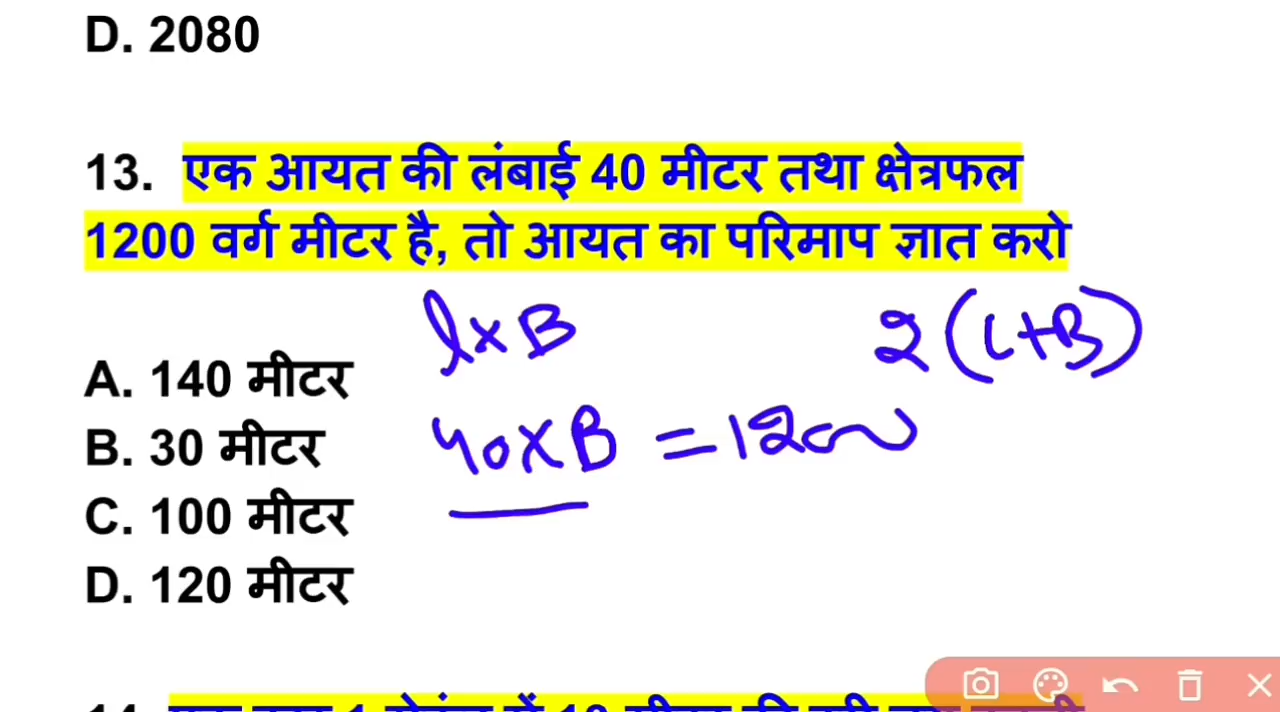 D. 2080
13. एक आयत की लंबाई 40 मीटर तथा क्षेत्रफल
1200 वर्ग मीटर है, तो आयत का परिमाप ज्ञात करो
l×B
2(L+B)
A. 140 मीटर
40×B = 1200
B. 30 मीटर
C. 100 मीटर
D. 120 मीटर